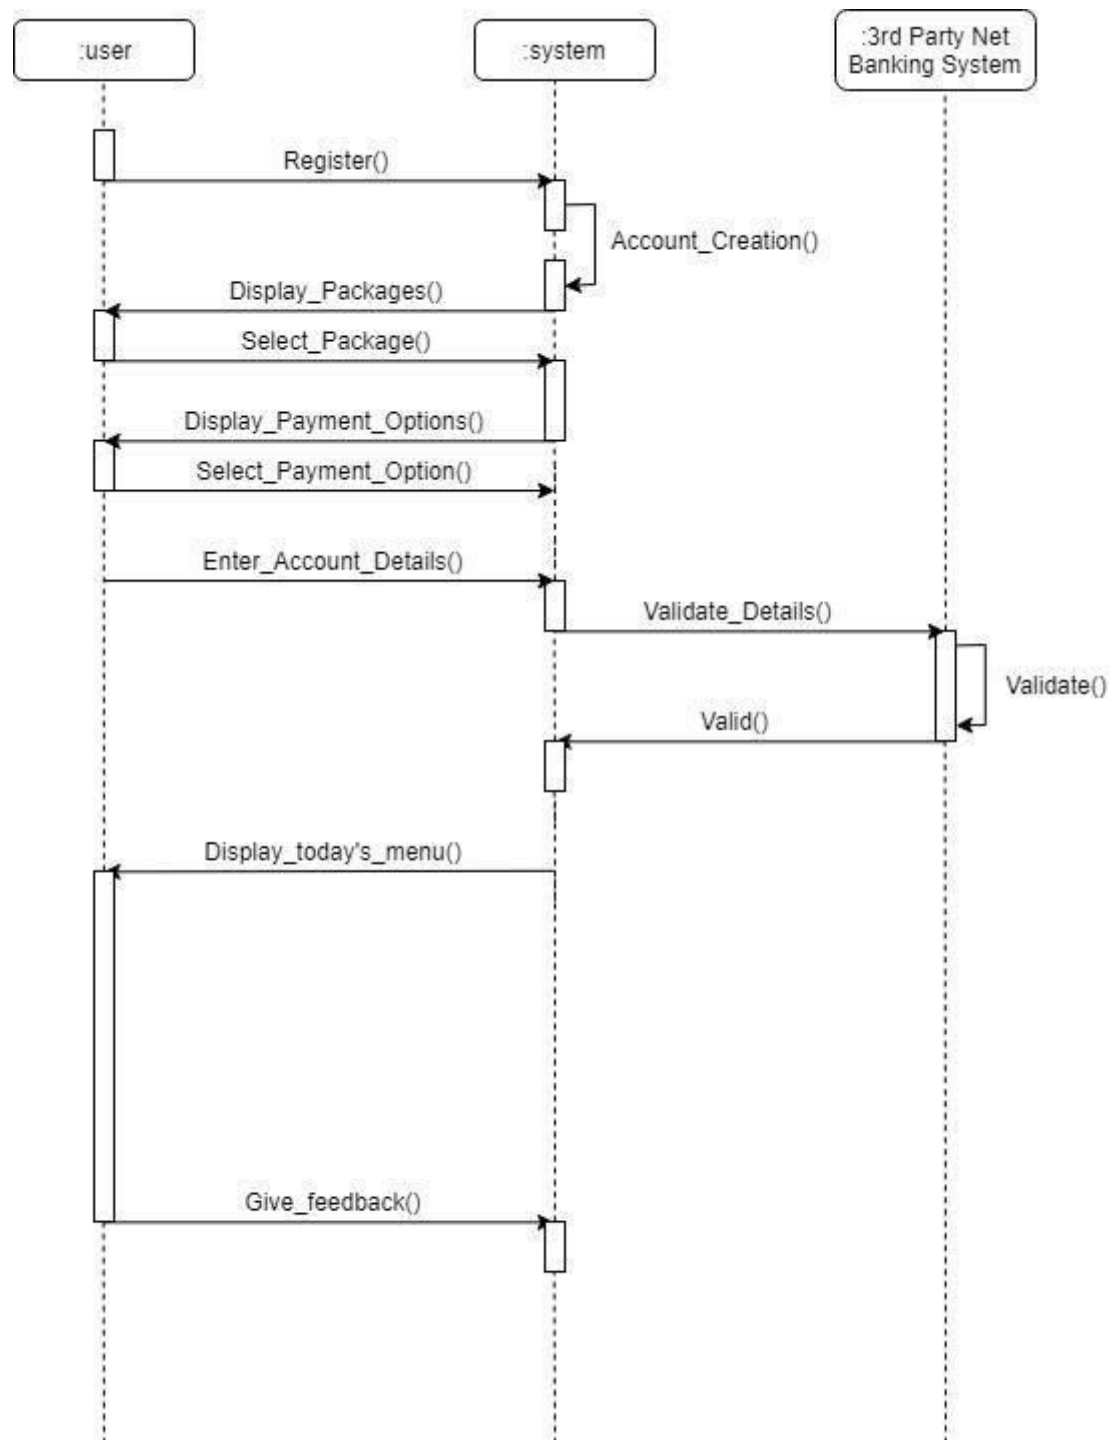 :user
:system
:3rd Party Net
Banking System
Register()
Account_Creation()
Display_Packages()
Select_Package()
Display_Payment_Options()
Select_Payment_Option()
Enter_Account_Details()
Validate_Details()
Validate()
Valid()
Display_today's_menu()
Give_feedback()